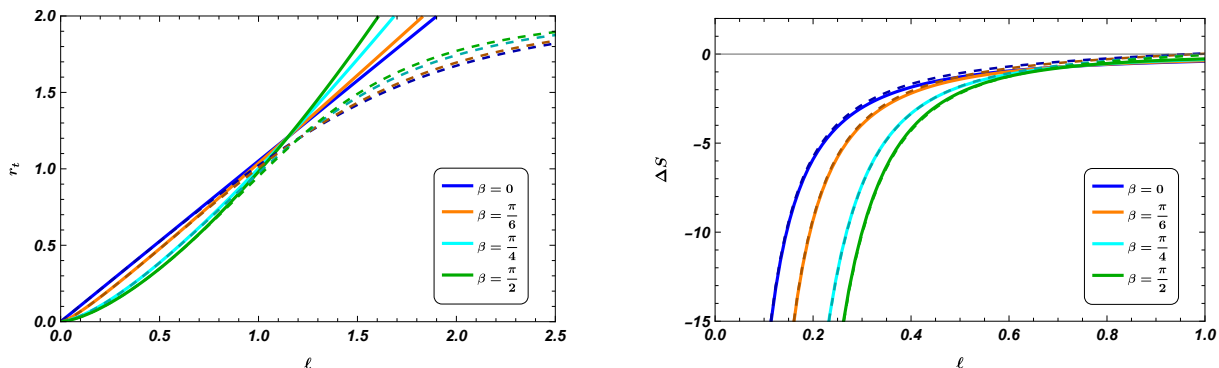 2.0
1.5
1.0
0.5
0.0
r_t
0.0 0.5 1.0 1.5 2.0 2.5
ℓ
β = 0
β = π/6
β = π/4
β = π/2
0
−5
−10
−15
ΔS
0.0 0.2 0.4 0.6 0.8 1.0
ℓ
β = 0
β = π/6
β = π/4
β = π/2